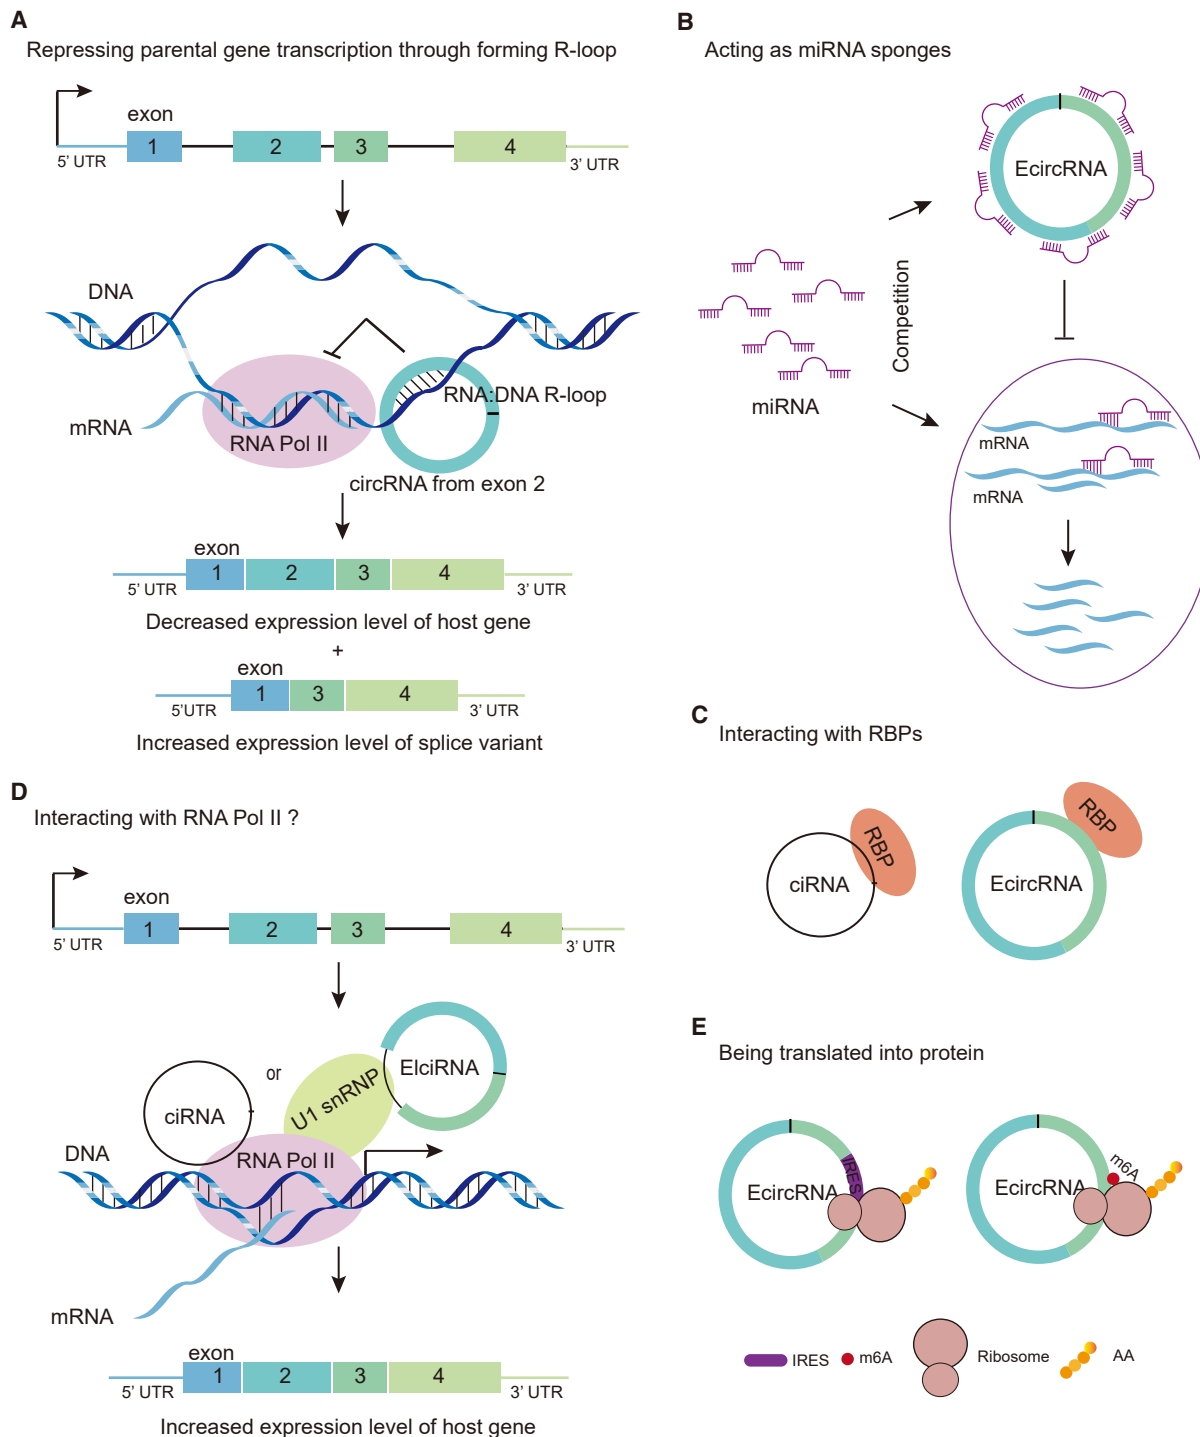 A
Repressing parental gene transcription through forming R-loop
exon
1 2 3 4
5' UTR
3' UTR
DNA
RNA:DNA R-loop
mRNA
RNA Pol II
circRNA from exon 2
exon
1 2 3 4
5' UTR
3' UTR
Decreased expression level of host gene
+
exon
1 3 4
5'UTR
3' UTR
Increased expression level of splice variant
B
Acting as miRNA sponges
EcircRNA
Competition
miRNA
mRNA
mRNA
C
Interacting with RBPs
RBP
RBP
ciRNA
EcircRNA
D
Interacting with RNA Pol II ?
exon
1 2 3 4
5' UTR
3' UTR
ciRNA
or
U1 snRNP
EIciRNA
DNA
RNA Pol II
mRNA
exon
1 2 3 4
5' UTR
3' UTR
Increased expression level of host gene
E
Being translated into protein
EcircRNA
IRES
EcircRNA
m6A
IRES
m6A
Ribosome
AA